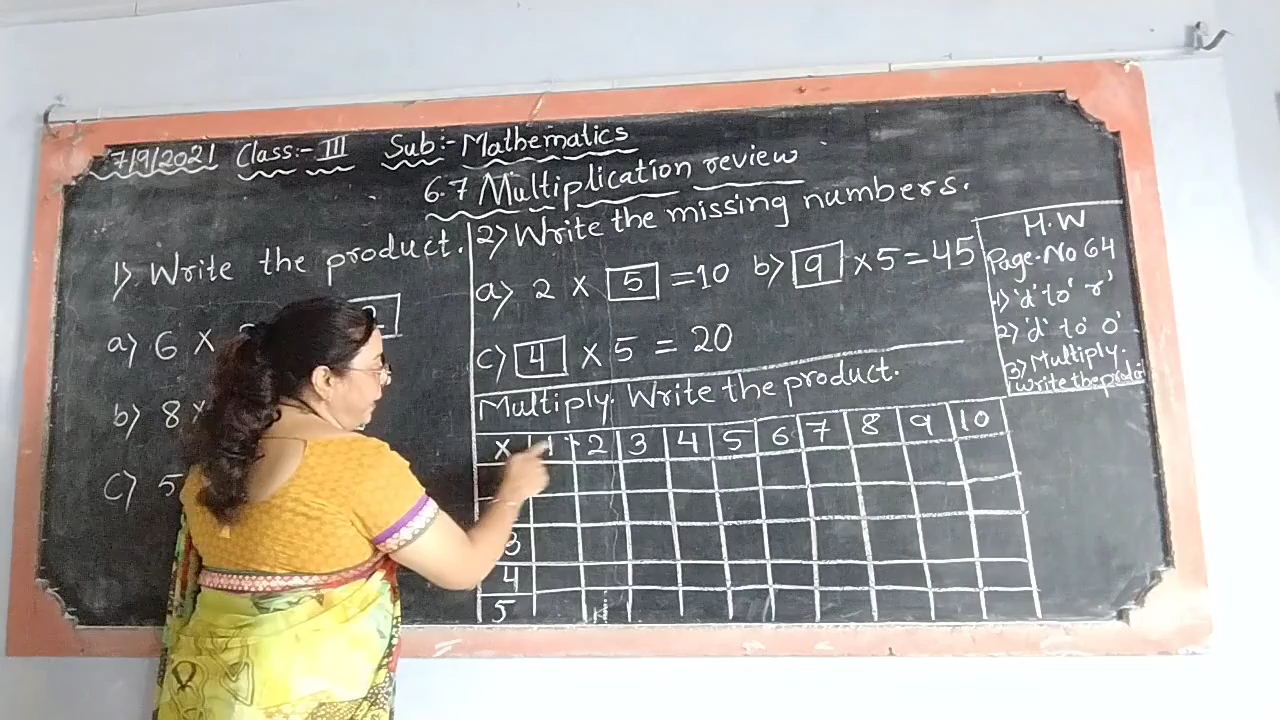 7/9/2021 Class:- III Sub:- Mathematics
6.7 Multiplication review
1) Write the product.
a) 6 ×
b) 8 ×
c) 5
2) Write the missing numbers.
a) 2 × 5 = 10 b) 9 × 5 = 45
c) 4 × 5 = 20
Multiply. Write the product.
× 1 2 3 4 5 6 7 8 9 10
3
4
5
H.W
Page.No 64
1) 'd' to 'r'
2) 'd' to 'o'
3) Multiply.
write the